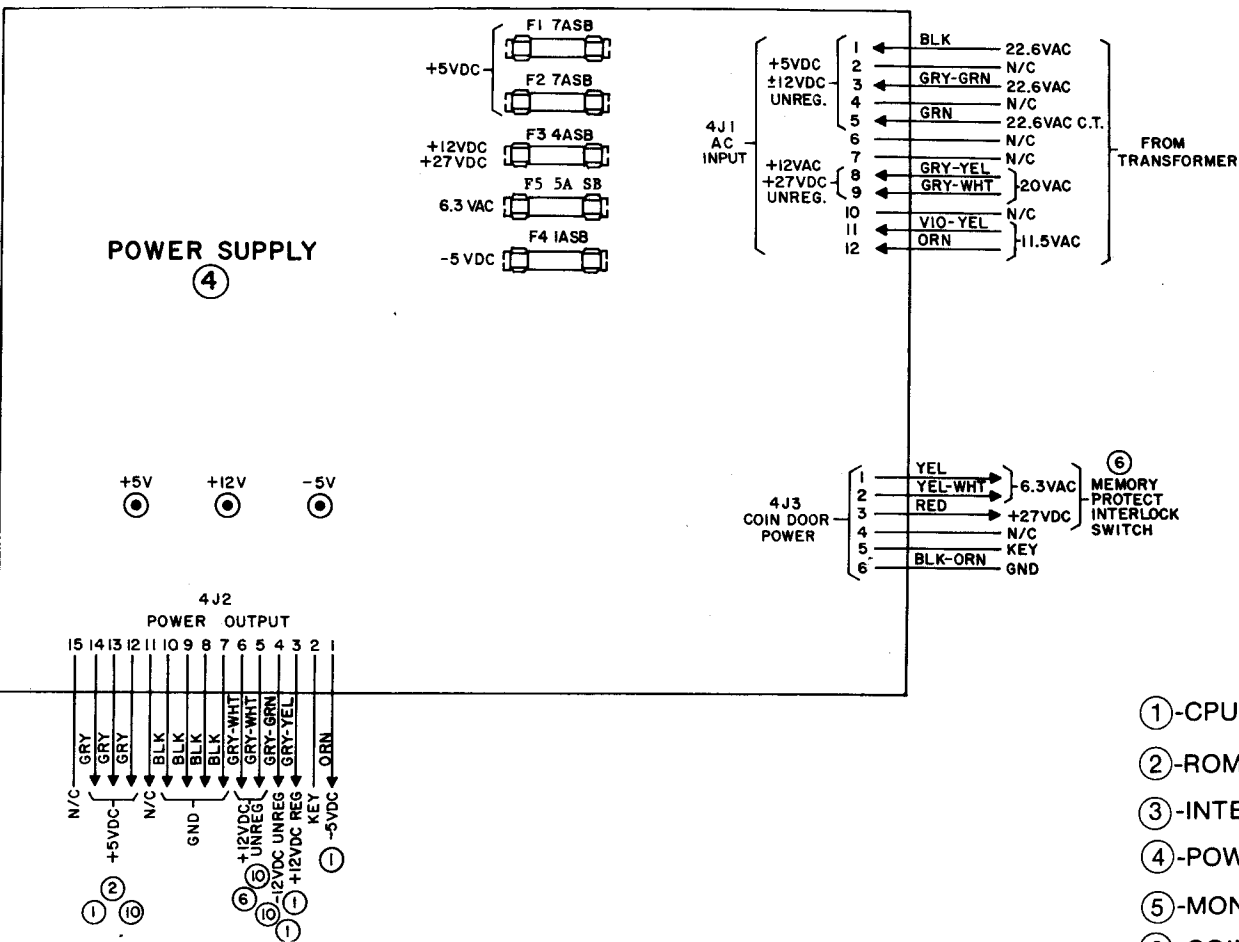 F1 7ASB
+5VDC
F2 7ASB
F3 4ASB
+12VDC
+27VDC
F5 5A SB
6.3 VAC
F4 1ASB
-5 VDC
POWER SUPPLY
4
4J1
AC
INPUT
+5VDC
±12VDC
UNREG.
+12VAC
+27VDC
UNREG.
1 BLK 22.6VAC
2 N/C
3 GRY-GRN 22.6VAC
4 N/C
5 GRN 22.6VAC C.T.
6 N/C
7 N/C
8 GRY-YEL
9 GRY-WHT
20VAC
10 N/C
11 VIO-YEL
12 ORN
11.5VAC
FROM
TRANSFORMER
+5V +12V -5V
4J3
COIN DOOR
POWER
1 YEL
2 YEL-WHT
6.3VAC
3 RED +27VDC
4 N/C
5 KEY
6 BLK-ORN GND
6
MEMORY
PROTECT
INTERLOCK
SWITCH
4J2
POWER OUTPUT
15 14 13 12 11 10 9 8 7 6 5 4 3 2 1
GRY GRY GRY BLK BLK BLK BLK GRY-WHT GRY-WHT GRY-GRN GRY-YEL ORN
N/C
+5VDC
N/C
GND
+12VDC
UNREG
-12VDC UNREG
+12VDC REG
KEY
-5VDC
1 2 10
6 10
10 1
1
1
1-CPU
2-ROM
3-INTE
4-POW
5-MON